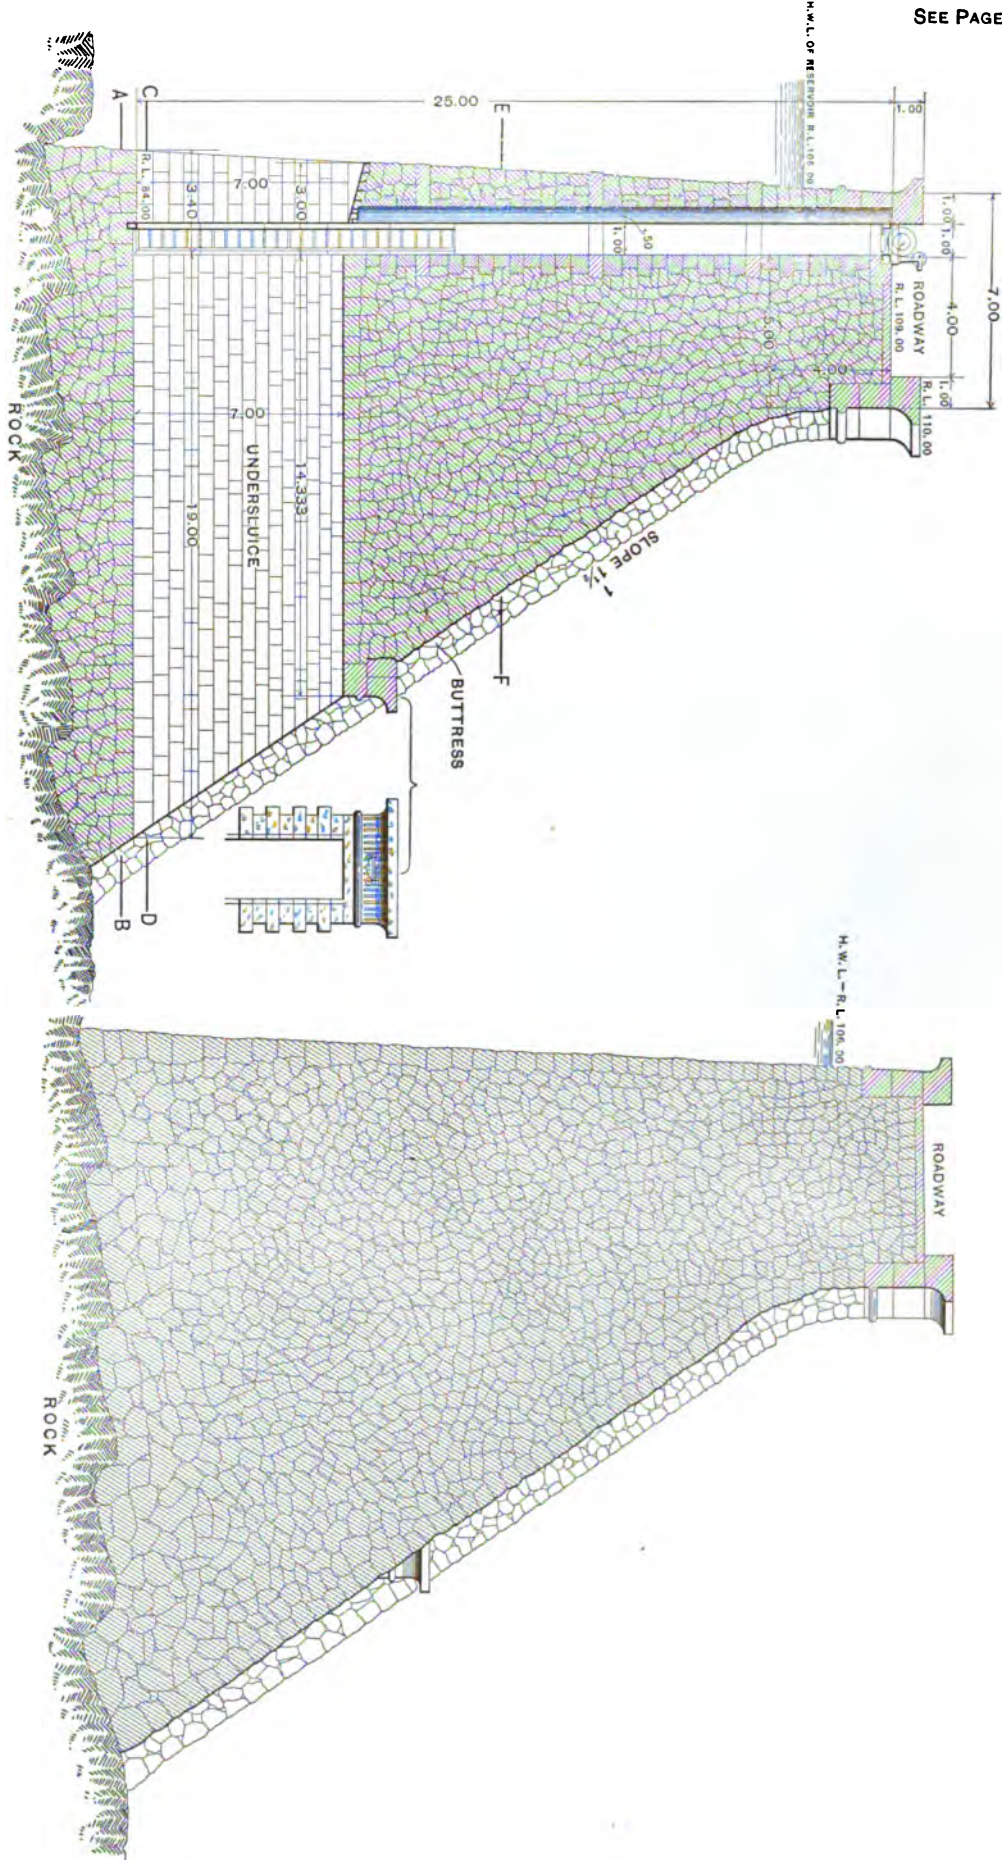 SEE PAGE
H.W.L. OF RESERVOIR R.L. 106.00
25.00
1.00
E
C
A
R.L. 84.00
3.40
7.00
3.00
1.00
1.00
7.00
1.50
1.00
ROADWAY
R.L. 109.00
4.00
5.00
4.00
1.00
R.L. 110.00
7.00
UNDERSLUICE
14.333
19.00
SLOPE 1
1½
F
BUTTRESS
D
B
ROCK
H.W.L.—R.L. 106.00
ROADWAY
ROCK